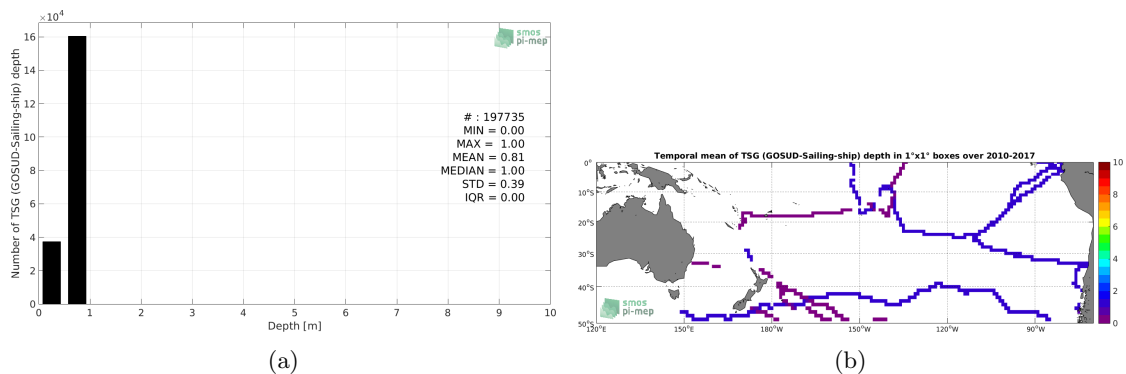 ×10⁴
16
14
12
10
8
6
4
2
0
Number of TSG (GOSUD-Sailing-ship) depth
0 1 2 3 4 5 6 7 8 9 10
Depth [m]
smos
pi-mep
# : 197735
MIN = 0.00
MAX = 1.00
MEAN = 0.81
MEDIAN = 1.00
STD = 0.39
IQR = 0.00
(a)
Temporal mean of TSG (GOSUD-Sailing-ship) depth in 1°x1° boxes over 2010-2017
0°
10°S
20°S
30°S
40°S
50°S
120°E 150°E 180°W 150°W 120°W 90°W
smos
pi-mep
10
8
6
4
2
0
(b)